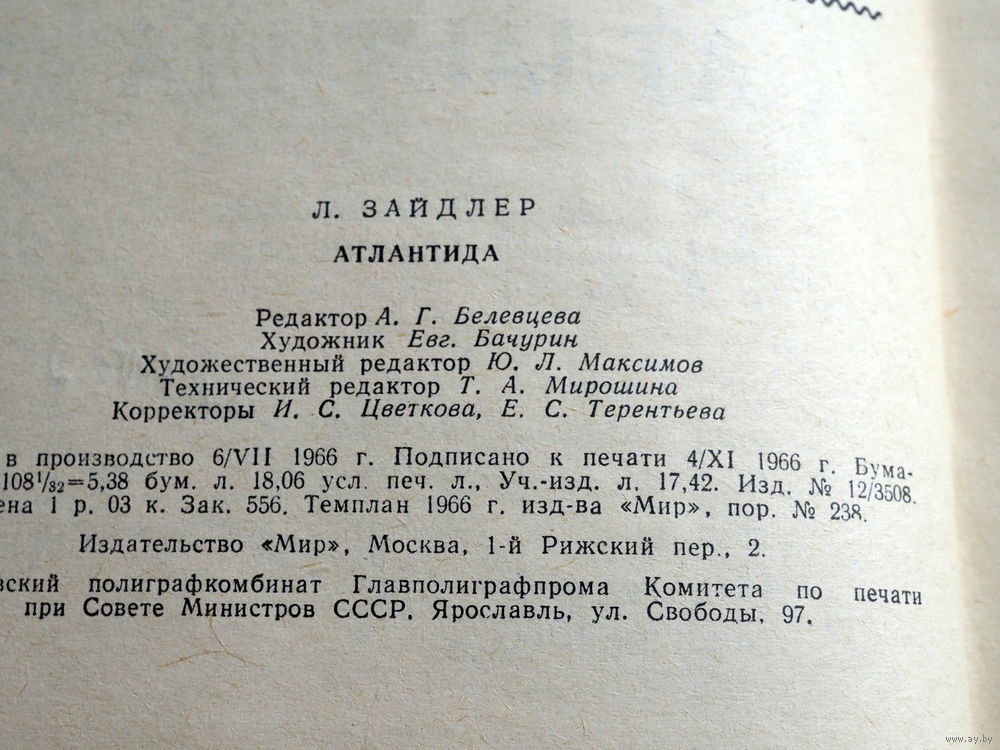 Л. ЗАЙДЛЕР
АТЛАНТИДА
Редактор А. Г. Белевцева
Художник Евг. Бачурин
Художественный редактор Ю. Л. Максимов
Технический редактор Т. А. Мирошина
Корректоры И. С. Цветкова, Е. С. Терентьева
в производство 6/VII 1966 г. Подписано к печати 4/XI 1966 г. Бума-
108¹/₃₂=5,38 бум. л. 18,06 усл. печ. л., Уч.-изд. л. 17,42. Изд. № 12/3508.
ена 1 р. 03 к. Зак. 556. Темплан 1966 г. изд-ва «Мир», пор. № 238.
Издательство «Мир», Москва, 1-й Рижский пер., 2.
вский полиграфкомбинат Главполиграфпрома Комитета по печати
при Совете Министров СССР. Ярославль, ул. Свободы, 97.
www.ay.by